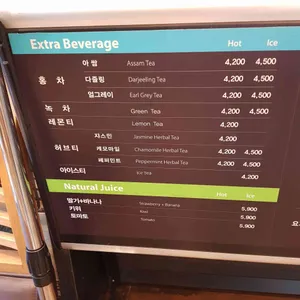 Extra Beverage Hot Ice
아 쌈 Assam Tea 4,200 4,500
홍 차 다즐링 Darjeeling Tea 4,200 4,500
얼그레이 Earl Grey Tea 4,200 4,500
녹 차 Green Tea 4,200 4,500
레몬티 Lemon Tea 4,200
자스민 Jasmine Herbal Tea 4,200
허브티 캐모마일 Chamomile Herbal Tea 4,200 4,500
페퍼민트 Peppermint Herbal Tea 4,200 4,500
아이스티 Ice Tea 4,200
Natural Juice Hot Ice
딸기+바나나 Strawberry + Banana 5,900
키위 Kiwi 5,900
토마토 Tomato 5,900